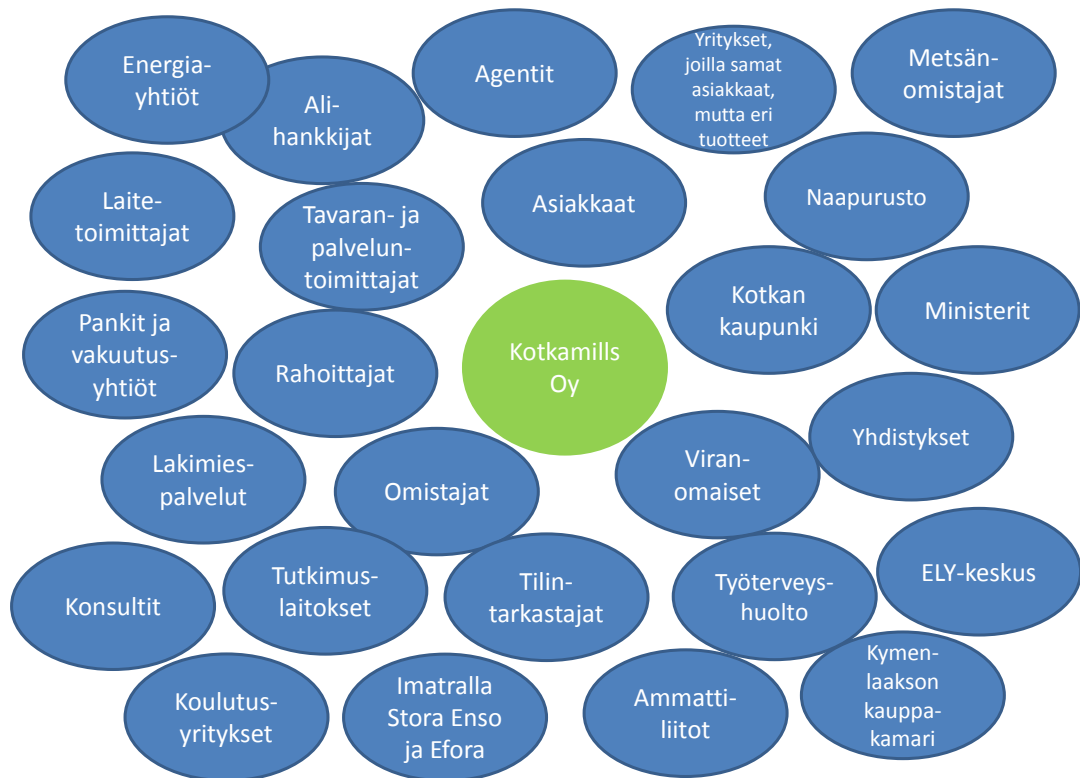 Energia-
yhtiöt
Ali-
hankkijat
Agentit
Yritykset,
joilla samat
asiakkaat,
mutta eri
tuotteet
Metsän-
omistajat
Laite-
toimittajat
Tavaran- ja
palvelun-
toimittajat
Asiakkaat
Naapurusto
Pankit ja
vakuutus-
yhtiöt
Rahoittajat
Kotkamills
Oy
Kotkan
kaupunki
Ministerit
Lakimies-
palvelut
Omistajat
Viran-
omaiset
Yhdistykset
Konsultit
Tutkimus-
laitokset
Tilin-
tarkastajat
Työterveys-
huolto
ELY-keskus
Koulutus-
yritykset
Imatralla
Stora Enso
ja Efora
Ammatti-
liitot
Kymen-
laakson
kauppa-
kamari